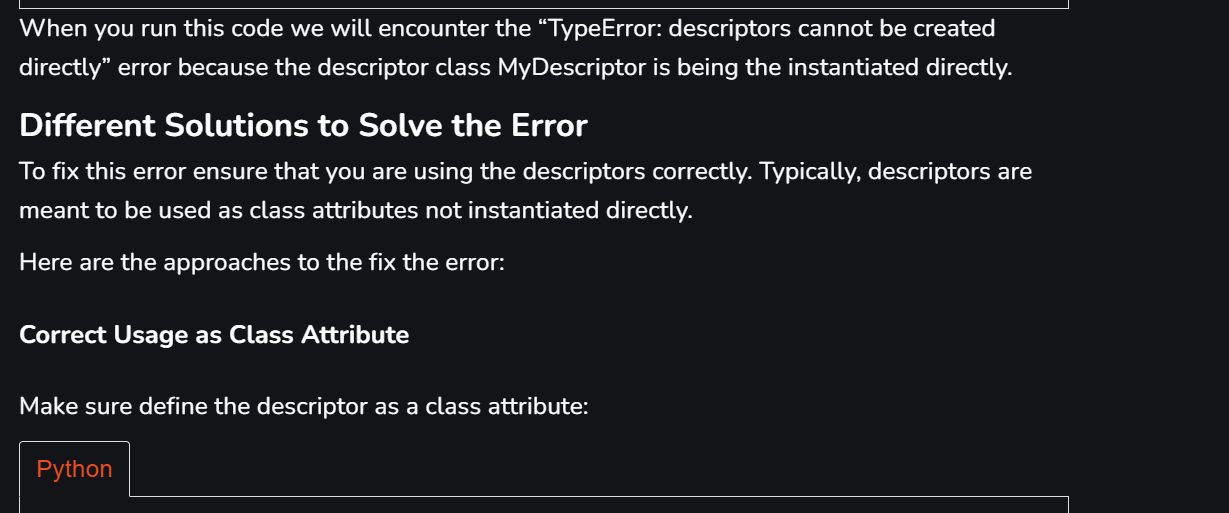 When you run this code we will encounter the “TypeError: descriptors cannot be created
directly” error because the descriptor class MyDescriptor is being the instantiated directly.
Different Solutions to Solve the Error
To fix this error ensure that you are using the descriptors correctly. Typically, descriptors are
meant to be used as class attributes not instantiated directly.
Here are the approaches to the fix the error:
Correct Usage as Class Attribute
Make sure define the descriptor as a class attribute:
Python